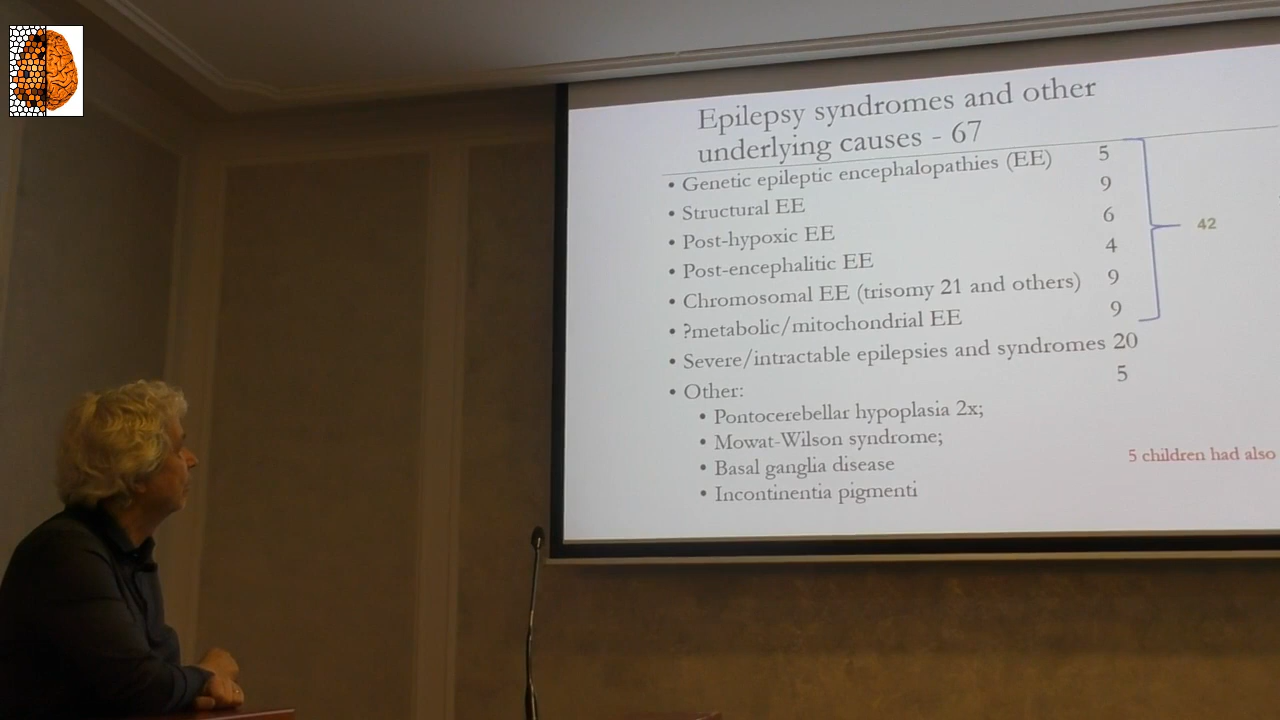 Epilepsy syndromes and other
underlying causes - 67
• Genetic epileptic encephalopathies (EE) 5
• Structural EE 9
• Post-hypoxic EE 6
• Post-encephalitic EE 4
• Chromosomal EE (trisomy 21 and others) 9
• ?metabolic/mitochondrial EE 9
42
• Severe/intractable epilepsies and syndromes 20
• Other: 5
• Pontocerebellar hypoplasia 2x;
• Mowat-Wilson syndrome;
• Basal ganglia disease
• Incontinentia pigmenti
5 children had also